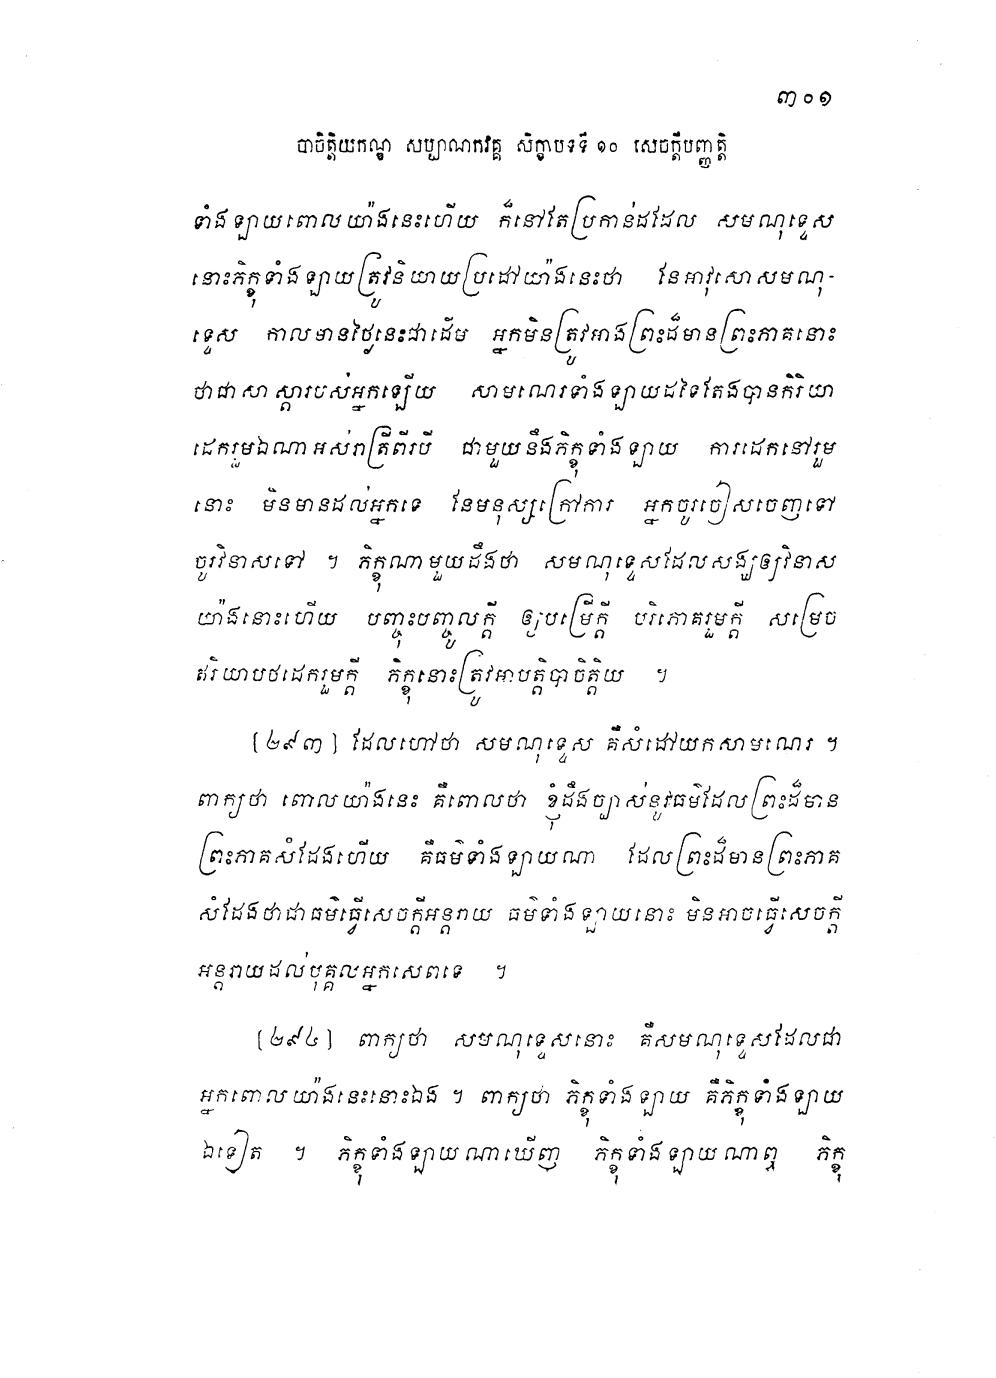 ៣០១
បាចិត្តិយកណ្ឌ សប្បាណកវគ្គ សិក្ខាបទទី ១០ សេចក្តីបញ្ញត្តិ
ទាំងឡាយពោលយ៉ាងនេះហើយ ក៏នៅតែប្រកាន់ដដែល សមណុទ្ទេស
នោះភិក្ខុទាំងឡាយត្រូវនិយាយប្រដៅយ៉ាងនេះថា នែអាវុសោសមណុ-
ទ្ទេស កាលមានថ្ងៃនេះជាដើម អ្នកមិនត្រូវអាងព្រះដ៏មានព្រះភាគនោះ
ថាជាសាស្តារបស់អ្នកឡើយ សាមណេរទាំងឡាយដទៃតែងបានកិរិយា
ដេករួមឯណាអស់រាត្រីពីរបី ជាមួយនឹងភិក្ខុទាំងឡាយ ការដេកនៅរួម
នោះ មិនមានដល់អ្នកទេ នែមនុស្សក្រៅការ អ្នកចូរចៀសចេញទៅ
ចូរវិនាសទៅ ។ ភិក្ខុណាមួយដឹងថា សមណុទ្ទេសដែលសង្ឃឲ្យវិនាស
យ៉ាងនោះហើយ បញ្ចុះបញ្ចូលក្តី ឲ្យបម្រើក្តី បរិភោគរួមក្តី សម្រេច
ឥរិយាបថដេករួមក្តី ភិក្ខុនោះត្រូវអាបត្តិបាចិត្តិយ ។
[២៩៣] ដែលហៅថា សមណុទ្ទេស គឺសំដៅយកសាមណេរ ។
ពាក្យថា ពោលយ៉ាងនេះ គឺពោលថា ខ្ញុំដឹងច្បាស់នូវធម៌ដែលព្រះដ៏មាន
ព្រះភាគសំដែងហើយ គឺធម៌ទាំងឡាយណា ដែលព្រះដ៏មានព្រះភាគ
សំដែងថាជាធម៌ធ្វើសេចក្តីអន្តរាយ ធម៌ទាំងឡាយនោះ មិនអាចធ្វើសេចក្តី
អន្តរាយដល់បុគ្គលអ្នកសេពទេ ។
[២៩៤] ពាក្យថា សមណុទ្ទេសនោះ គឺសមណុទ្ទេសដែលជា
អ្នកពោលយ៉ាងនេះនោះឯង ។ ពាក្យថា ភិក្ខុទាំងឡាយ គឺភិក្ខុទាំងឡាយ
ឯទៀត ។ ភិក្ខុទាំងឡាយណាឃើញ ភិក្ខុទាំងឡាយណាឮ ភិក្ខុ